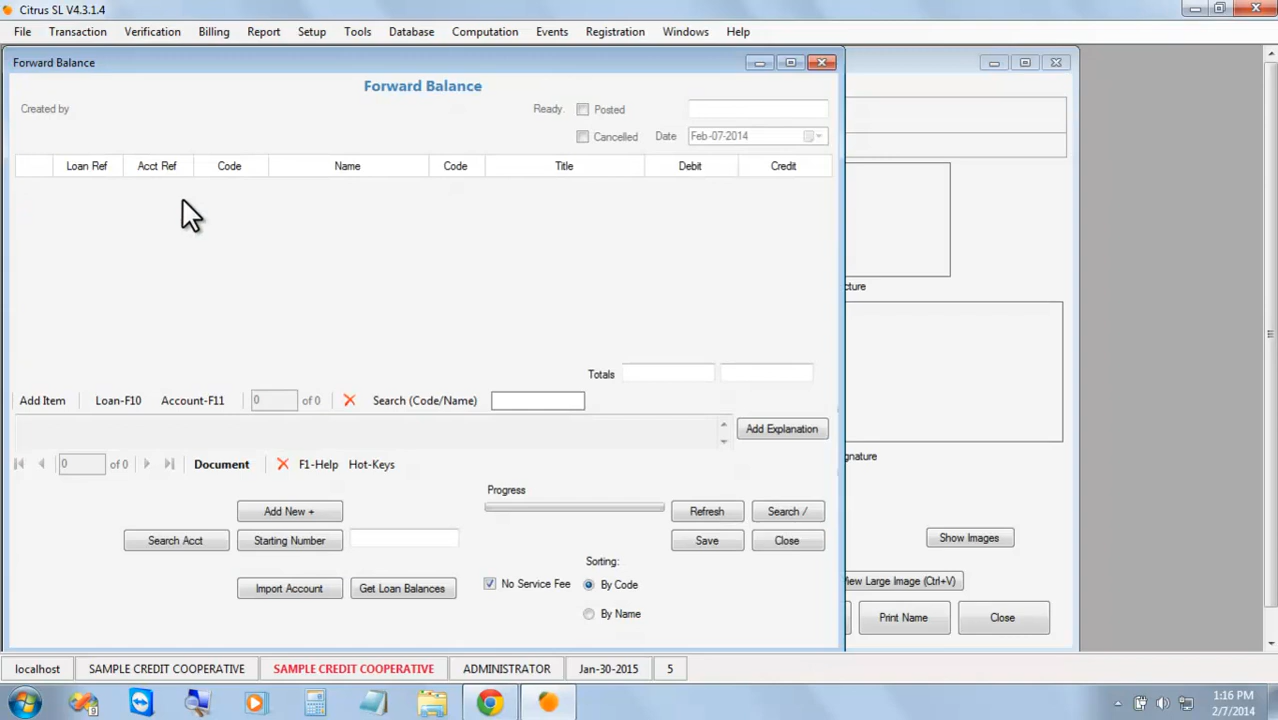 Citrus SL V4.3.1.4
File Transaction Verification Billing Report Setup Tools Database Computation Events Registration Windows Help
Forward Balance
Forward Balance
Created by Ready. Posted
Cancelled Date Feb-07-2014
Loan Ref Acct Ref Code Name Code Title Debit Credit
cture
Totals
Add Item Loan-F10 Account-F11 0 of 0 Search (Code/Name)
Add Explanation
gnature
0 of 0 Document F1-Help Hot-Keys
Progress
Add New + Refresh Search /
Search Acct Starting Number Save Close Show Images
Sorting:
Import Account Get Loan Balances No Service Fee By Code View Large Image (Ctrl+V)
By Name Print Name Close
localhost SAMPLE CREDIT COOPERATIVE SAMPLE CREDIT COOPERATIVE ADMINISTRATOR Jan-30-2015 5
1:16 PM
2/7/2014